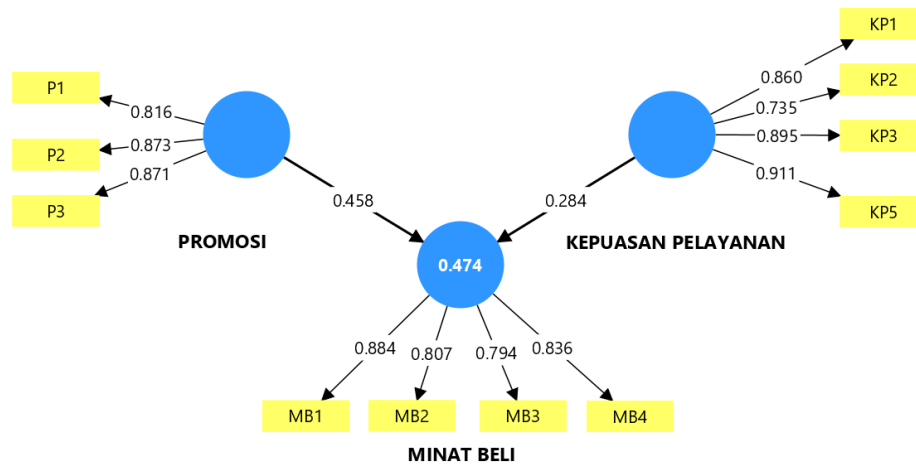 KP1
P1
0.860
KP2
0.816
0.735
P2
0.873
0.895
KP3
0.871
0.911
P3
0.458
0.284
KP5
PROMOSI
KEPUASAN PELAYANAN
0.474
0.884
0.807
0.794
0.836
MB1
MB2
MB3
MB4
MINAT BELI